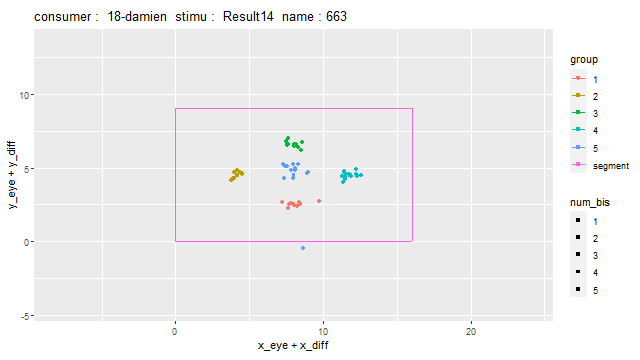 consumer :  18-damien  stimu :  Result14  name : 663
10
5
0
-5
y_eye + y_diff
0
10
20
x_eye + x_diff
group
1
2
3
4
5
segment
num_bis
1
2
3
4
5